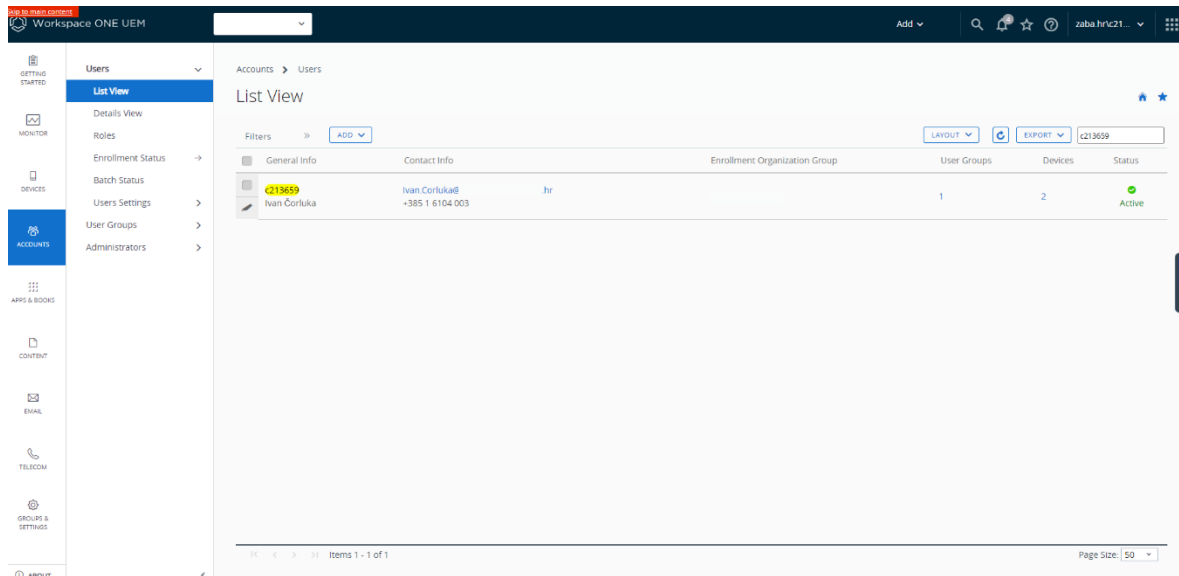 Skip to main content
Workspace ONE UEM
Add
4
zaba.hr\c21...
GETTING
STARTED
MONITOR
DEVICES
ACCOUNTS
APPS & BOOKS
CONTENT
EMAIL
TELECOM
GROUPS &
SETTINGS
ABOUT
Users
List View
Details View
Roles
Enrollment Status
Batch Status
Users Settings
User Groups
Administrators
Accounts > Users
List View
Filters » ADD LAYOUT EXPORT c213659
General Info Contact Info Enrollment Organization Group User Groups Devices Status
c213659 Ivan.Corluka@ .hr 1 2
Ivan Čorluka +385 1 6104 003 Active
Items 1 - 1 of 1 Page Size: 50